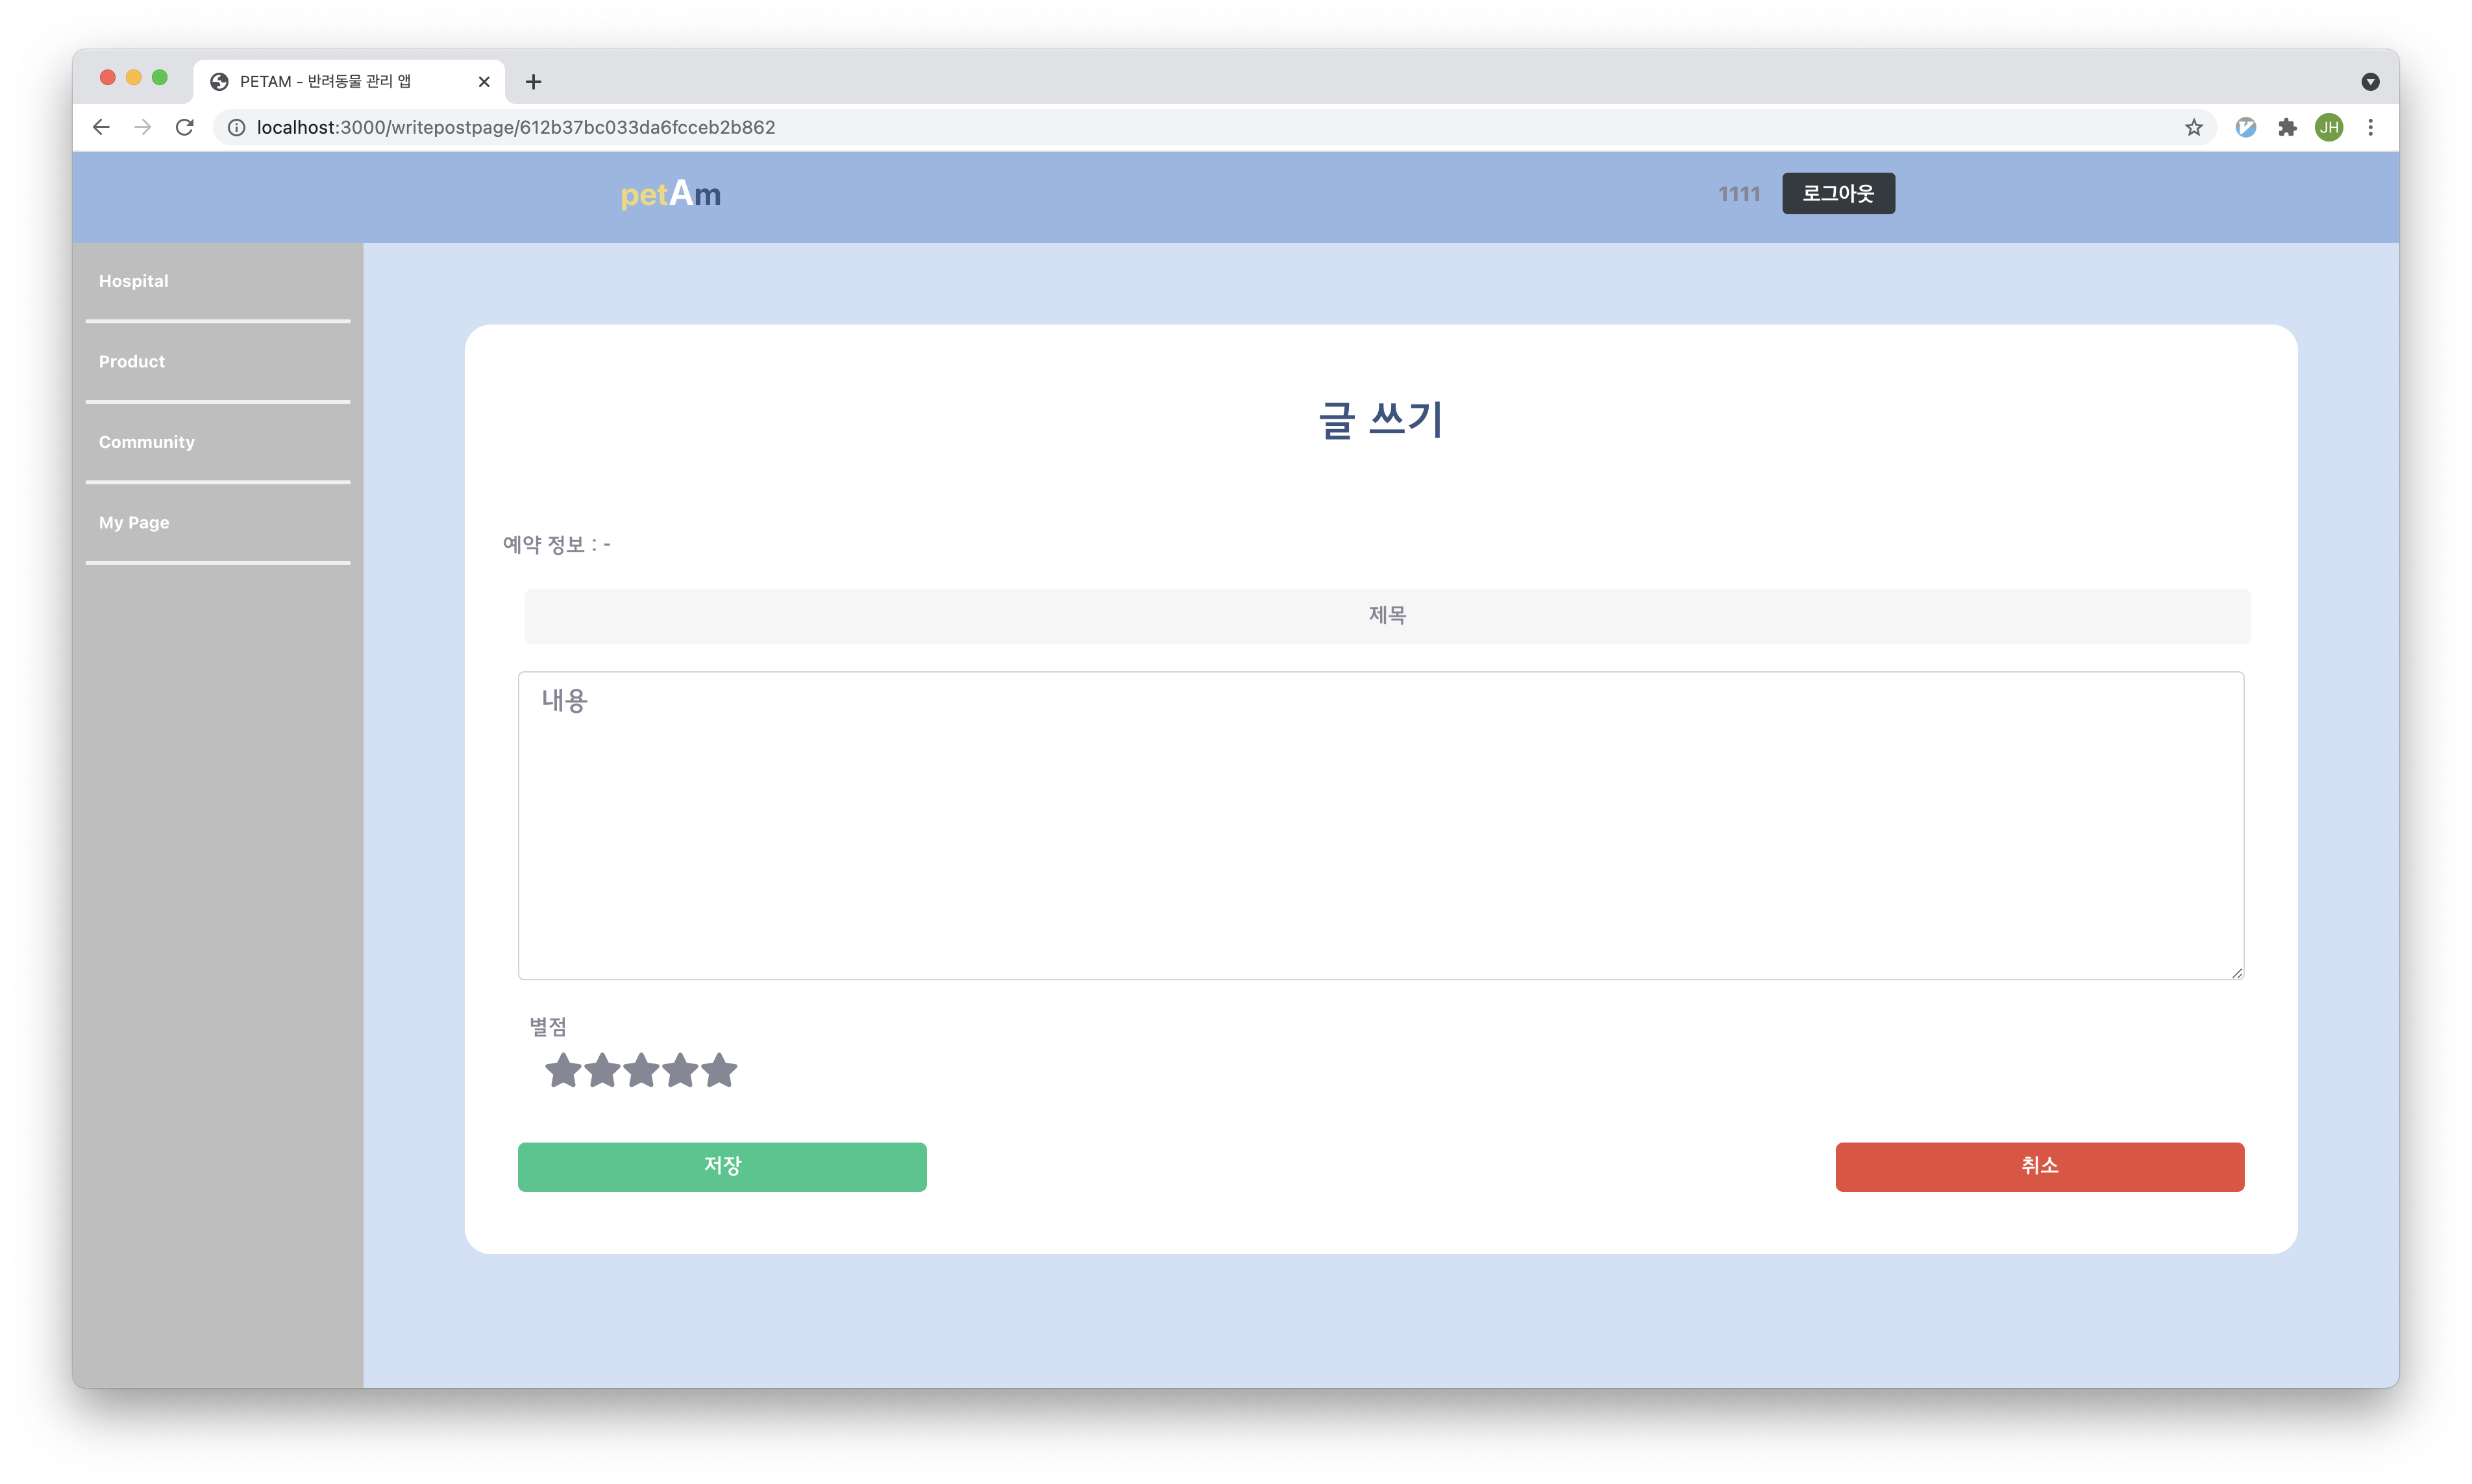 PETAM - 반려동물 관리 앱
localhost:3000/writepostpage/612b37bc033da6fcceb2b862
JH
petAm
1111 로그아웃
Hospital
Product
Community
My Page
글 쓰기
예약 정보 : -
제목
내용
별점
저장 취소